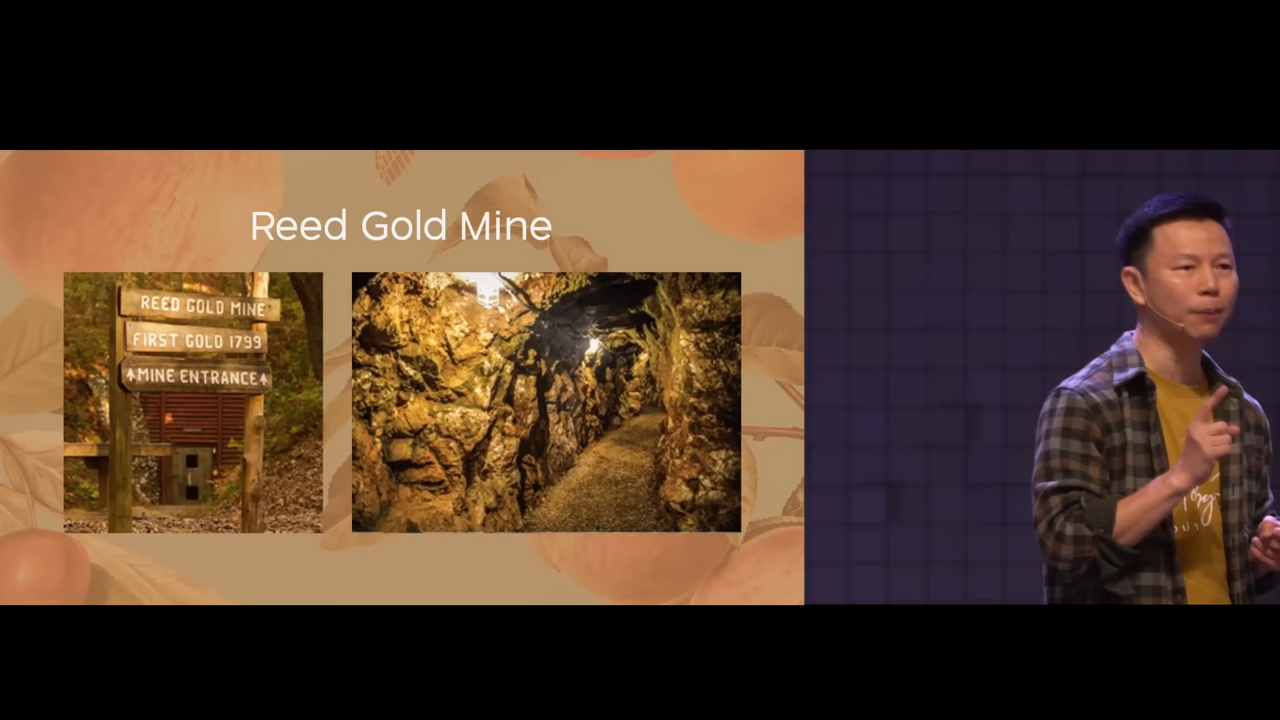 Reed Gold Mine
REED GOLD MINE
FIRST GOLD 1799
↑MINE ENTRANCE↑